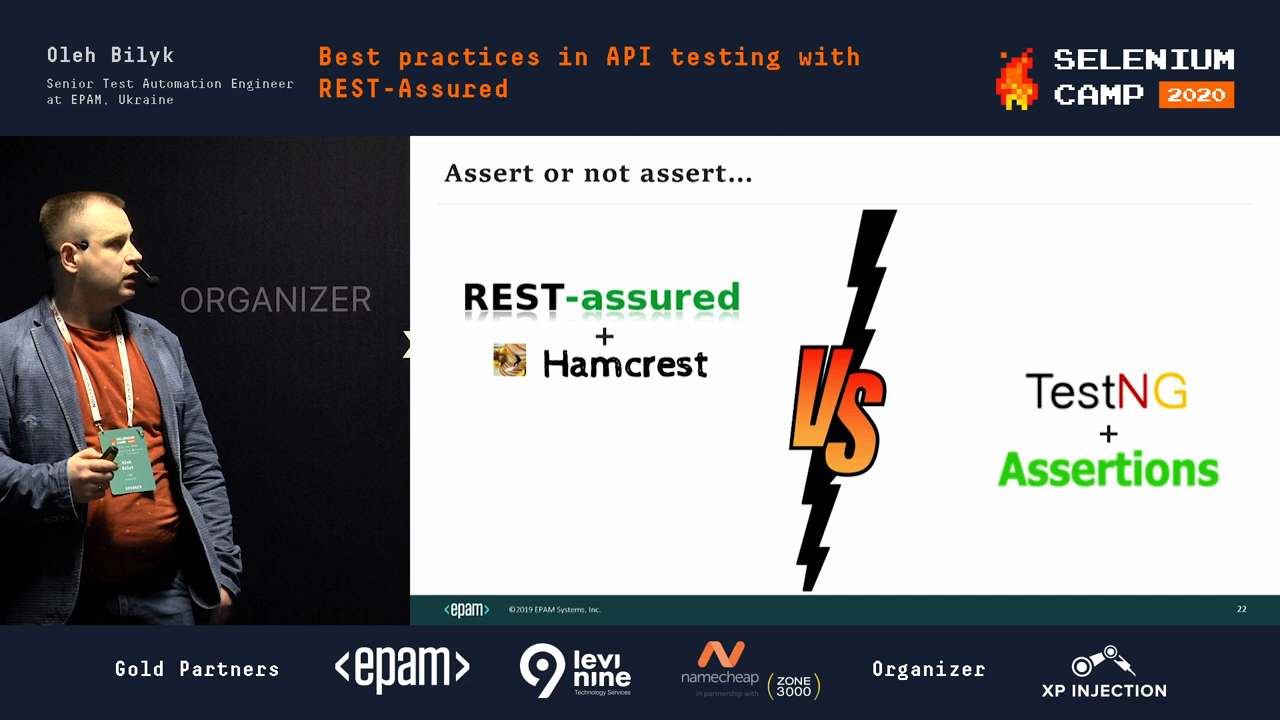 Oleh Bilyk
Senior Test Automation Engineer
at EPAM, Ukraine
Best practices in API testing with
REST-Assured
SELENIUM
CAMP 2020
ORGANIZER
Assert or not assert...
REST-assured
+
Hamcrest
VS
TestNG
+
Assertions
<epam>
©2019 EPAM Systems, Inc.
22
Gold Partners
<epam>
9 levi
nine
Technology Services
namecheap
in partnership with
ZONE
3000
Organizer
XP INJECTION